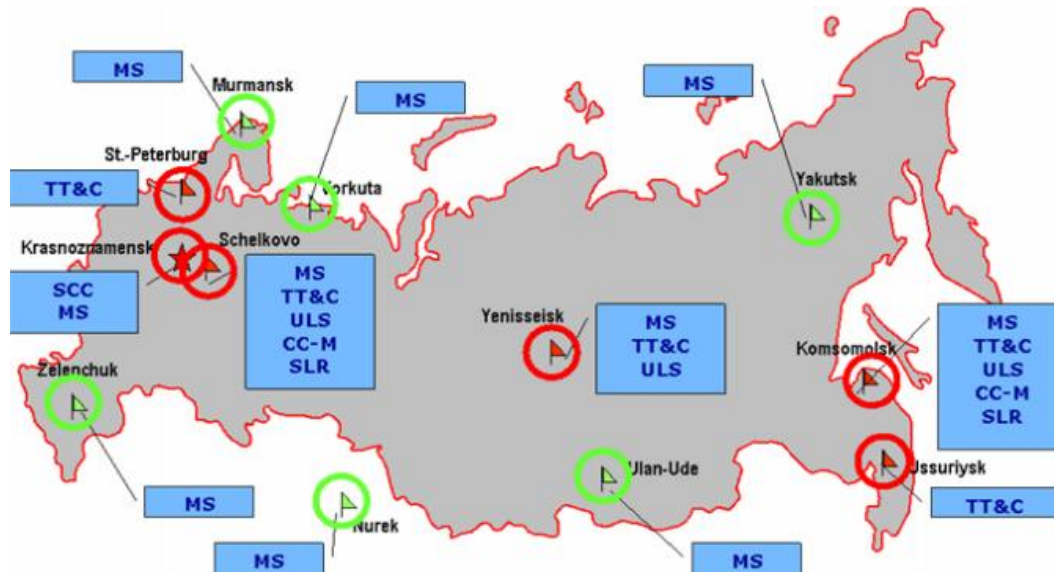 MS
Murmansk
MS
MS
St.-Peterburg
TT&C
Vorkuta
Yakutsk
Krasnoznamensk
Schelkovo
SCC
MS
MS
TT&C
ULS
CC-M
SLR
Yenisseisk
MS
TT&C
ULS
Komsomolsk
MS
TT&C
ULS
CC-M
SLR
Zelenchuk
MS
Nurek
MS
Ulan-Ude
MS
Ussuriysk
TT&C